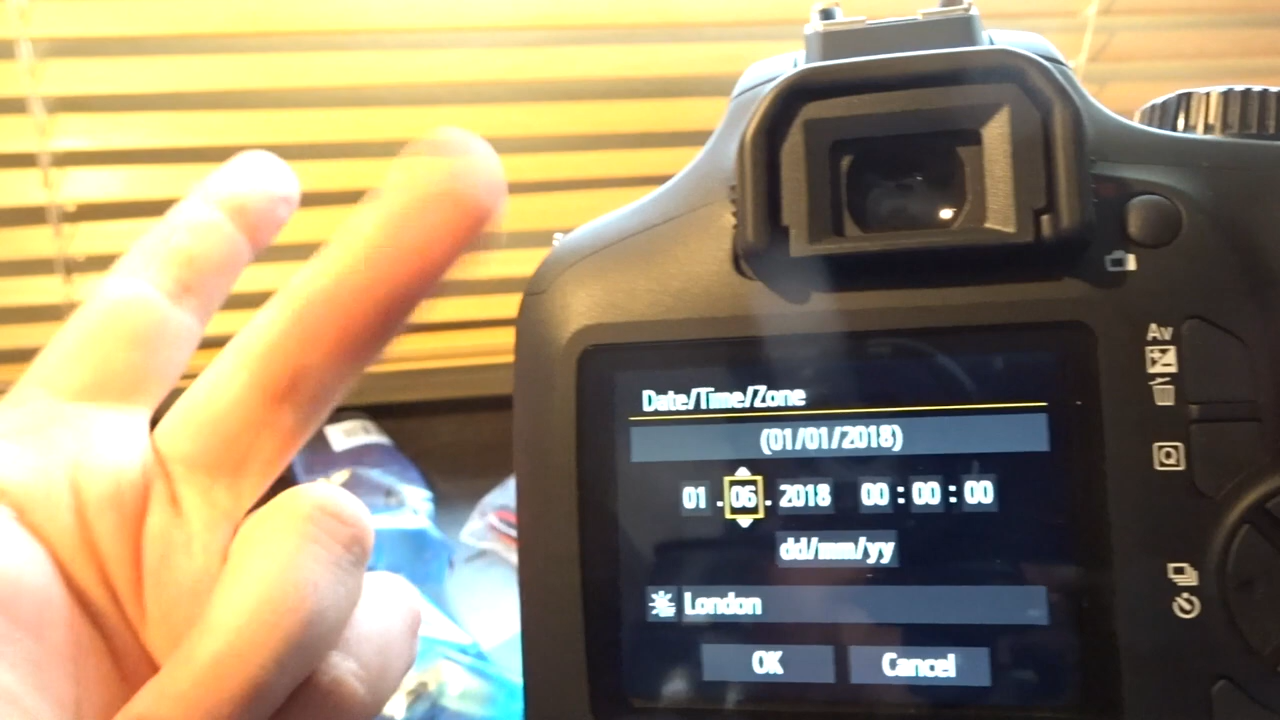 Date/Time/Zone
(01/01/2018)
01 . 06 . 2018 00 : 00 : 00
dd/mm/yy
London
OK Cancel
Av
Q